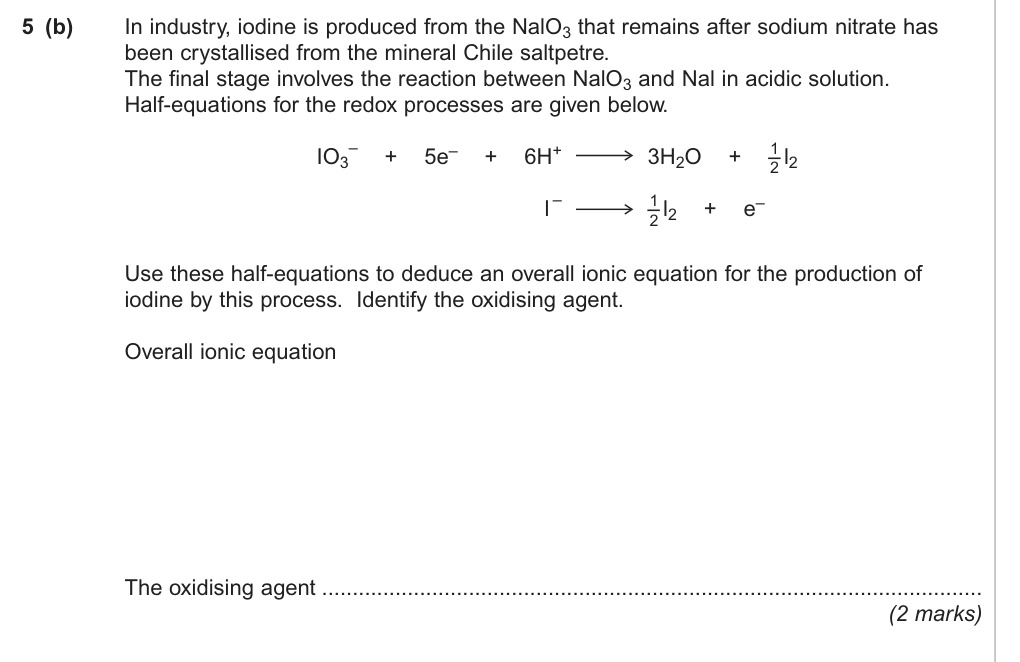 5 (b) In industry, iodine is produced from the NaIO₃ that remains after sodium nitrate has
been crystallised from the mineral Chile saltpetre.
The final stage involves the reaction between NaIO₃ and NaI in acidic solution.
Half-equations for the redox processes are given below.
IO₃⁻ + 5e⁻ + 6H⁺ ⟶ 3H₂O + ½I₂
I⁻ ⟶ ½I₂ + e⁻
Use these half-equations to deduce an overall ionic equation for the production of
iodine by this process. Identify the oxidising agent.
Overall ionic equation
The oxidising agent ..............................................................................................................
(2 marks)